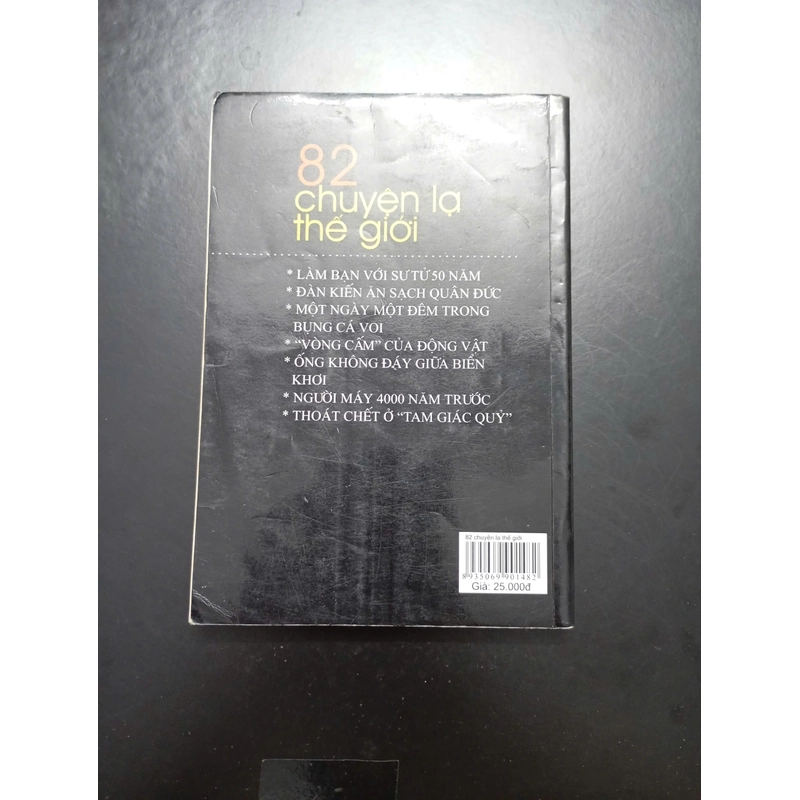 82
chuyện lạ
thế giới
* LÀM BẠN VỚI SƯ TỬ 50 NĂM
* ĐÀN KIẾN ĂN SẠCH QUÂN ĐỨC
* MỘT NGÀY MỘT ĐÊM TRONG
BỤNG CÁ VOI
* “VÒNG CẤM” CỦA ĐỘNG VẬT
* ỐNG KHÔNG ĐÁY GIỮA BIỂN
KHƠI
* NGƯỜI MÁY 4000 NĂM TRƯỚC
* THOÁT CHẾT Ở “TAM GIÁC QUỶ”
82 chuyện lạ thế giới
8935069901482
Giá: 25.000đ